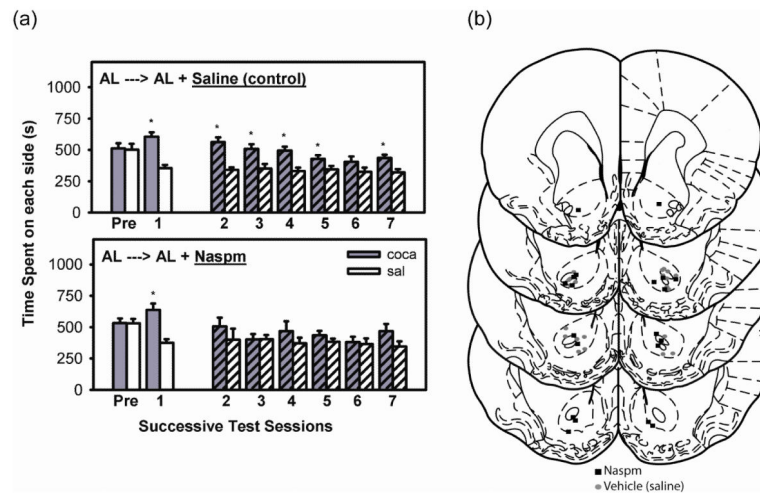 (a)
AL ---> AL + Saline (control)
1000
750
500
250
0
*
*
*
*
*
*
Pre 1 2 3 4 5 6 7
AL ---> AL + Naspm
coca
sal
1000
750
500
250
0
*
Pre 1 2 3 4 5 6 7
Time Spent on each side (s)
Successive Test Sessions
(b)
Naspm
Vehicle (saline)